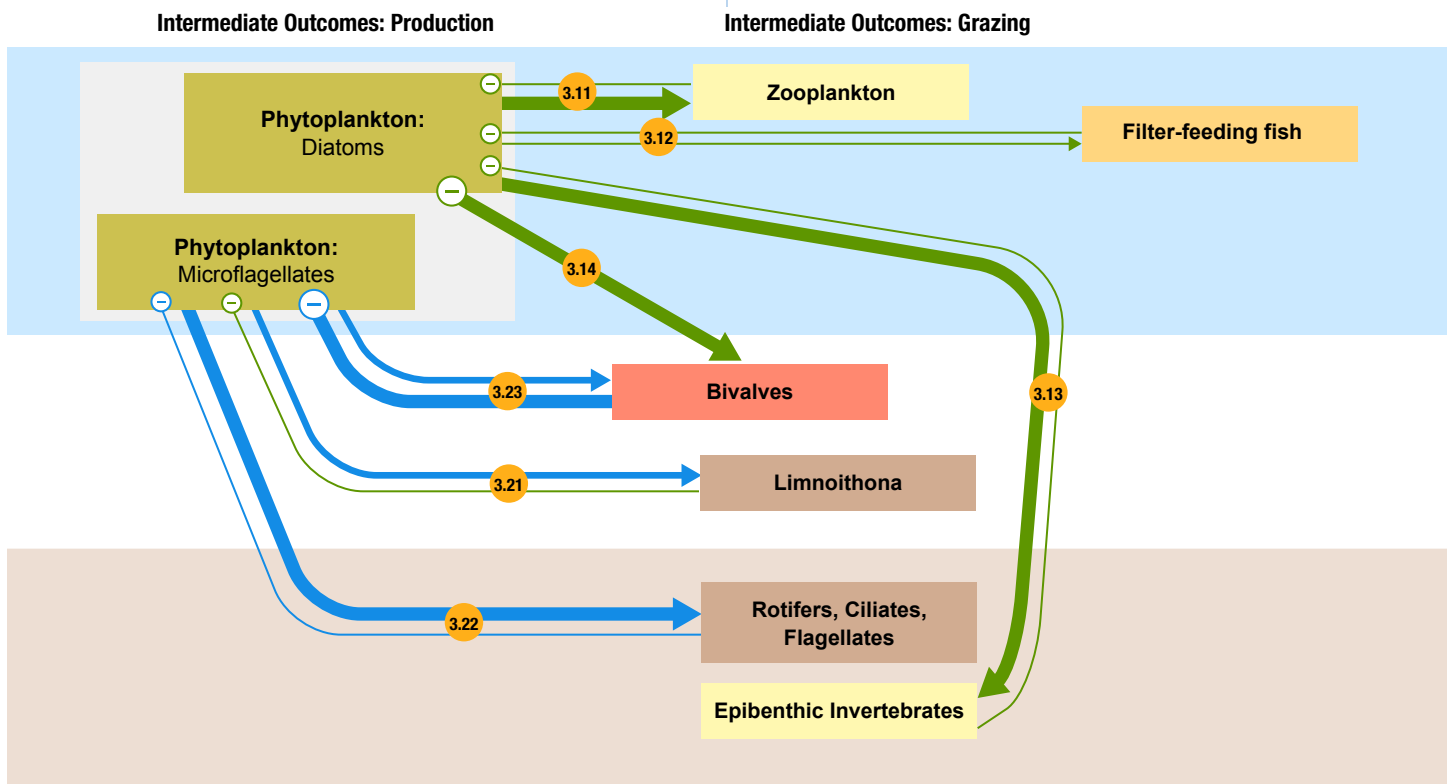 Intermediate Outcomes: Production
Intermediate Outcomes: Grazing
Phytoplankton:
Diatoms
3.11
Zooplankton
3.12
Filter-feeding fish
Phytoplankton:
Microflagellates
3.14
3.23
Bivalves
3.13
3.21
Limnoithona
3.22
Rotifers, Ciliates,
Flagellates
Epibenthic Invertebrates